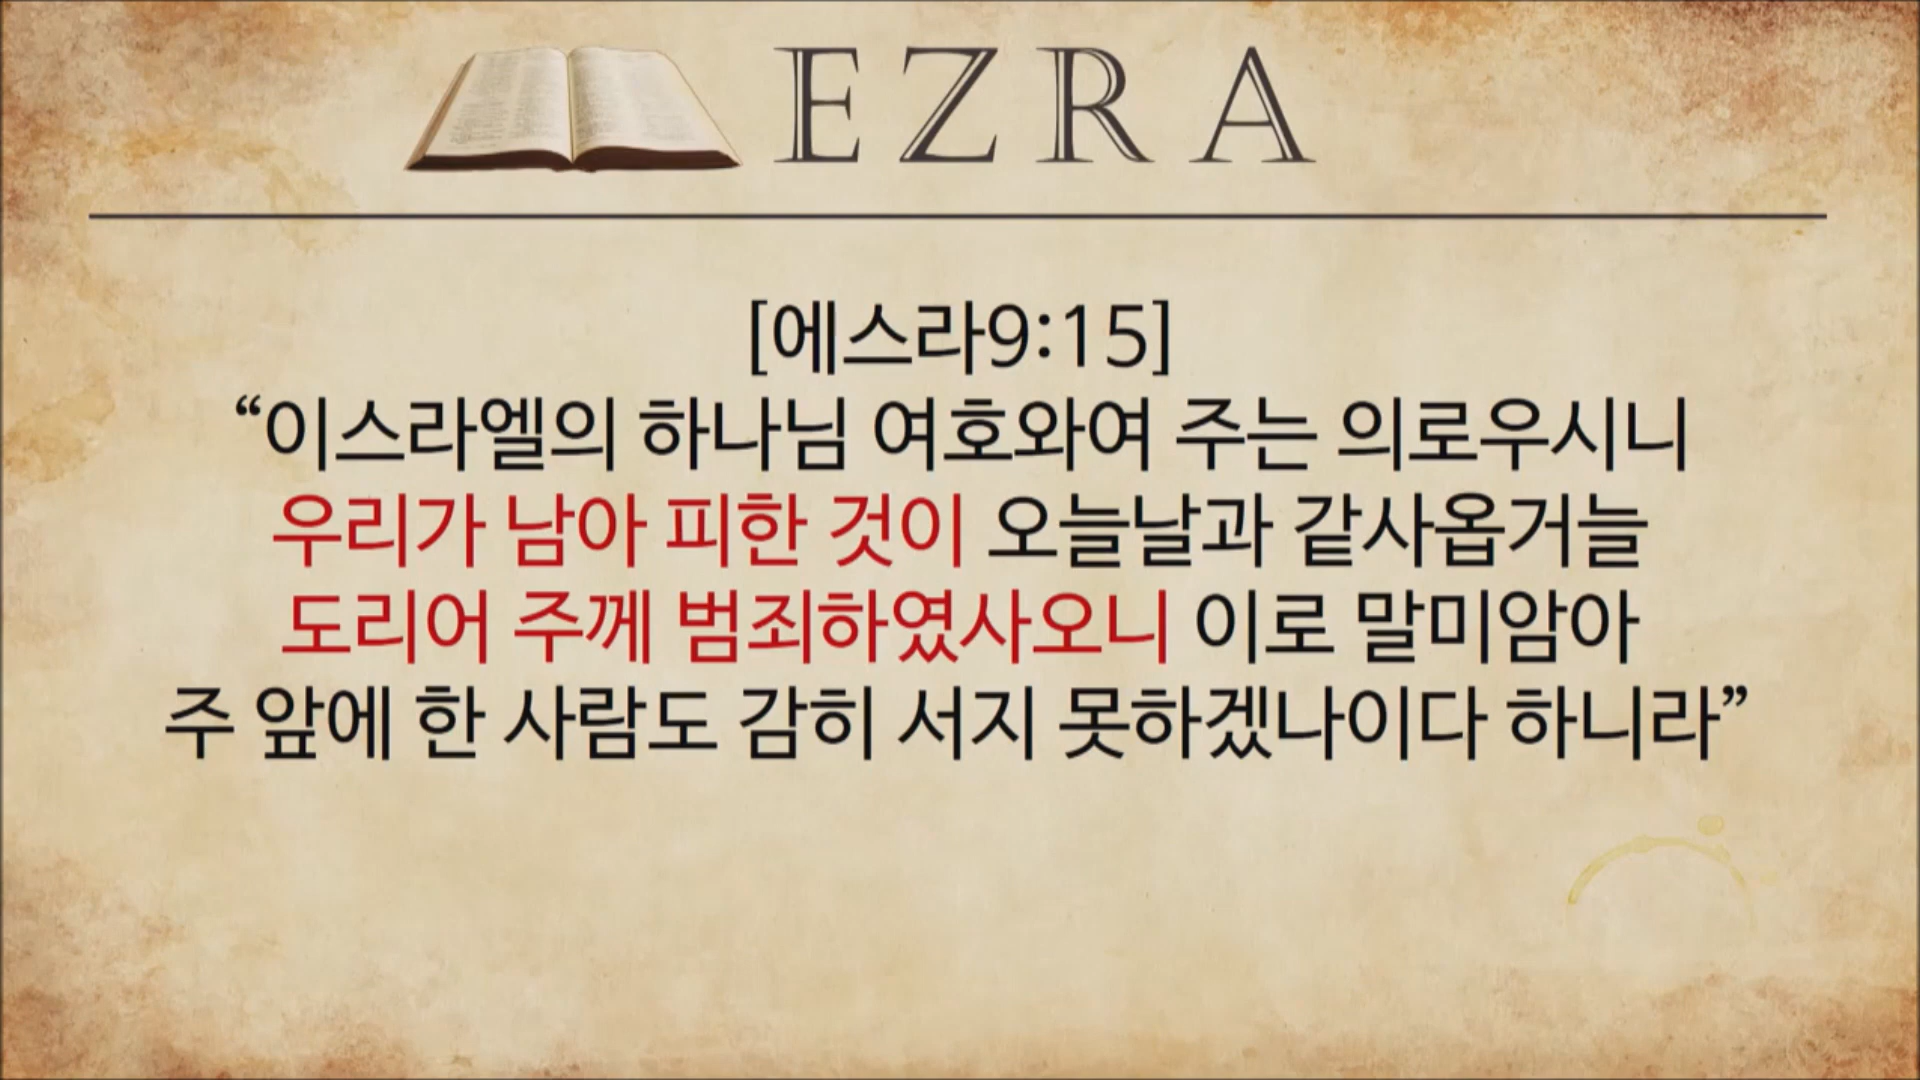 EZRA
[에스라9:15]
“이스라엘의 하나님 여호와여 주는 의로우시니
우리가 남아 피한 것이 오늘날과 같사옵거늘
도리어 주께 범죄하였사오니 이로 말미암아
주 앞에 한 사람도 감히 서지 못하겠나이다 하니라”